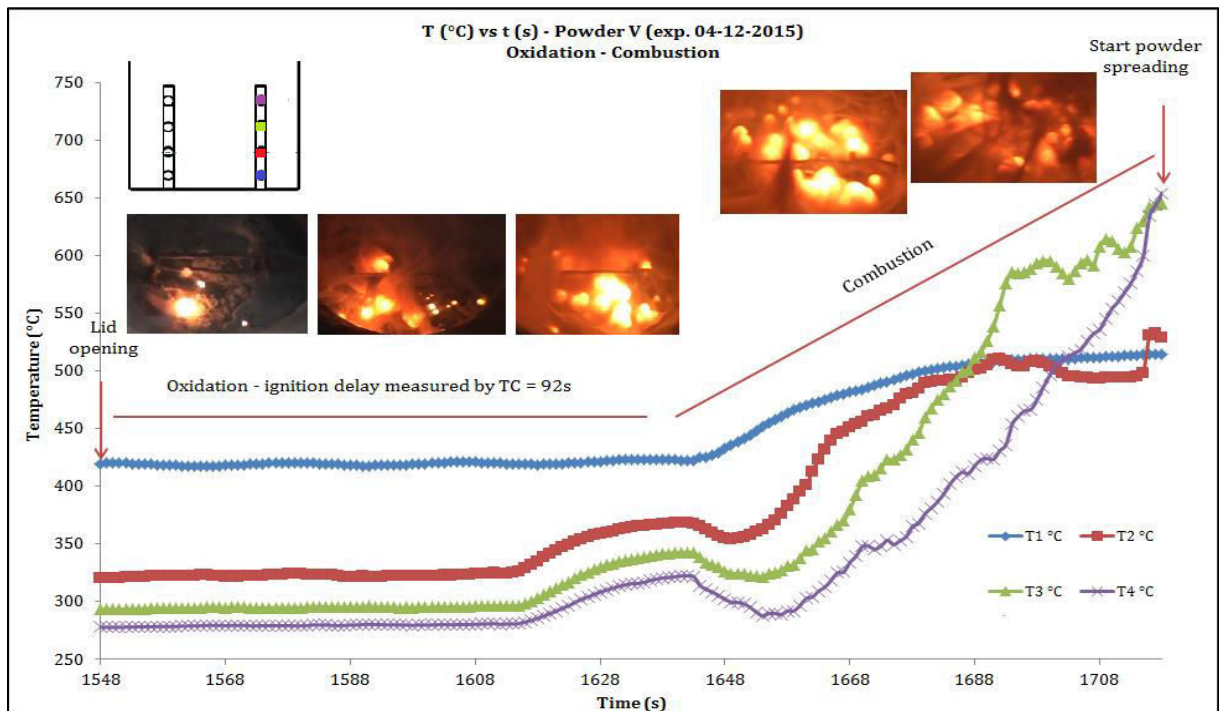 T (°C) vs t (s) - Powder V (exp. 04-12-2015)
Oxidation - Combustion
Start powder
spreading
750
700
650
600
550
500
450
400
350
300
250
Temperature (°C)
Lid
opening
Oxidation - ignition delay measured by TC = 92s
Combustion
T1 °C
T2 °C
T3 °C
T4 °C
1548
1568
1588
1608
1628
1648
1668
1688
1708
Time (s)